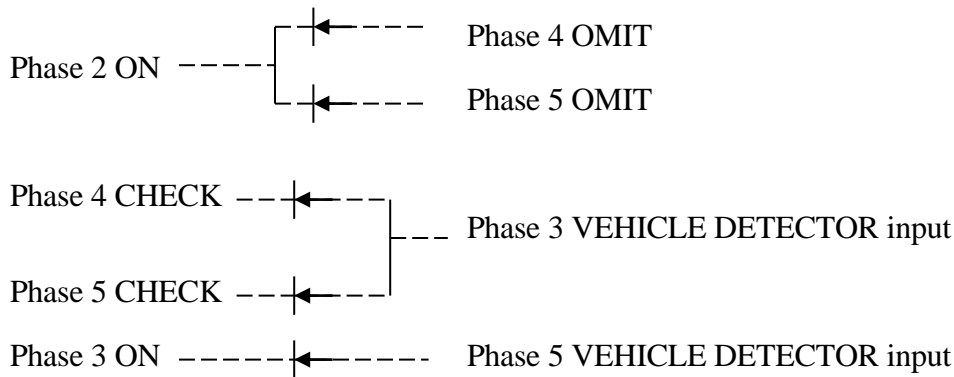 Phase 4 OMIT
Phase 2 ON
Phase 5 OMIT
Phase 4 CHECK
Phase 3 VEHICLE DETECTOR input
Phase 5 CHECK
Phase 3 ON
Phase 5 VEHICLE DETECTOR input